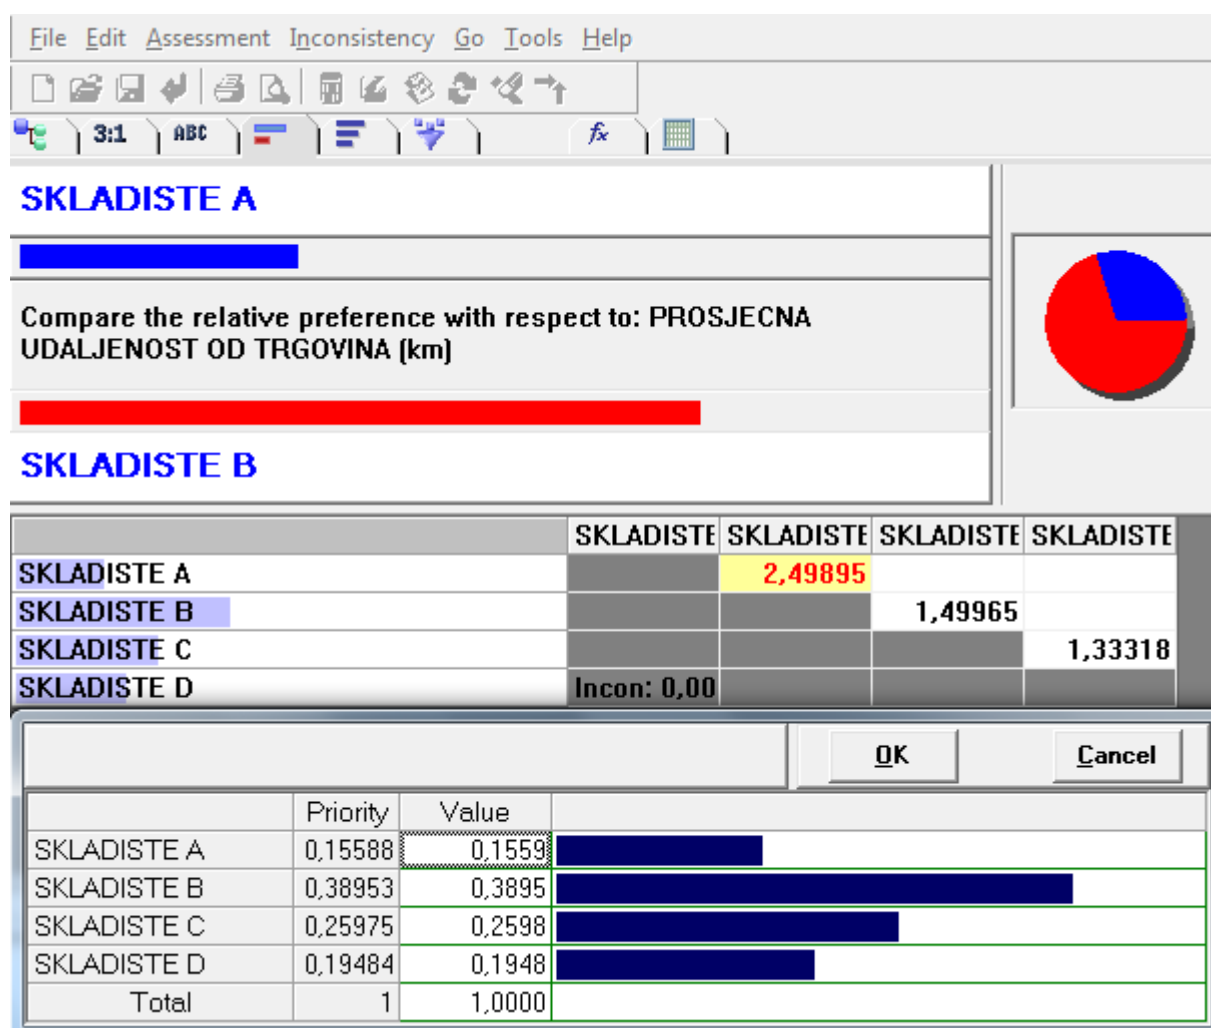 File Edit Assessment Inconsistency Go Tools Help
3:1 ABC fx
SKLADISTE A
Compare the relative preference with respect to: PROSJECNA
UDALJENOST OD TRGOVINA (km)
SKLADISTE B
SKLADISTE SKLADISTE SKLADISTE SKLADISTE
SKLADISTE A 2,49895
SKLADISTE B 1,49965
SKLADISTE C 1,33318
SKLADISTE D Incon: 0,00
OK Cancel
Priority Value
SKLADISTE A 0,15588 0,1559
SKLADISTE B 0,38953 0,3895
SKLADISTE C 0,25975 0,2598
SKLADISTE D 0,19484 0,1948
Total 1 1,0000